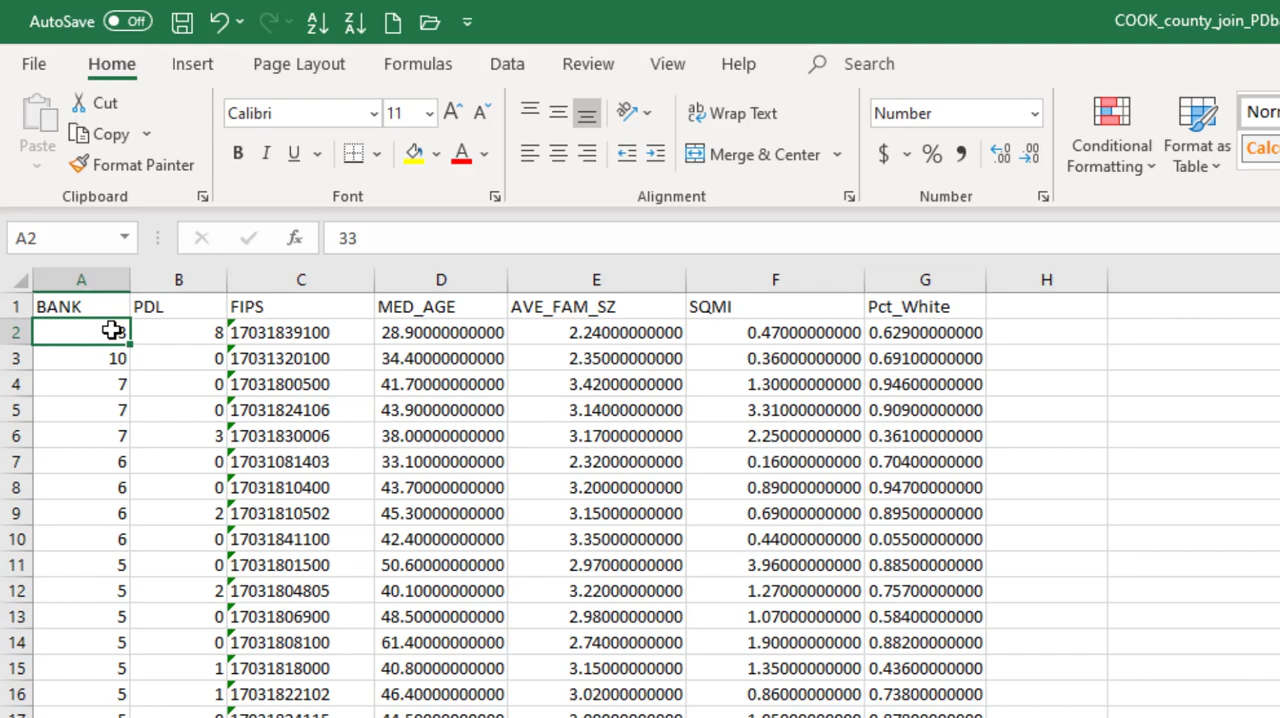 AutoSave Off COOK_county_join_PDb
File Home Insert Page Layout Formulas Data Review View Help Search
Paste Cut Copy Format Painter Clipboard
Calibri 11 B I U A Font
ab Wrap Text Merge & Center Alignment
Number $ % 9 Number
Conditional Formatting Format as Table Norr Calc
A2 fx 33
A B C D E F G H
1 BANK PDL FIPS MED_AGE AVE_FAM_SZ SQMI Pct_White
2 8 17031839100 28.90000000000 2.24000000000 0.47000000000 0.62900000000
3 10 0 17031320100 34.40000000000 2.35000000000 0.36000000000 0.69100000000
4 7 0 17031800500 41.70000000000 3.42000000000 1.30000000000 0.94600000000
5 7 0 17031824106 43.90000000000 3.14000000000 3.31000000000 0.90900000000
6 7 3 17031830006 38.00000000000 3.17000000000 2.25000000000 0.36100000000
7 6 0 17031081403 33.10000000000 2.32000000000 0.16000000000 0.70400000000
8 6 0 17031810400 43.70000000000 3.20000000000 0.89000000000 0.94700000000
9 6 2 17031810502 45.30000000000 3.15000000000 0.69000000000 0.89500000000
10 6 0 17031841100 42.40000000000 3.35000000000 0.44000000000 0.05500000000
11 5 0 17031801500 50.60000000000 2.97000000000 3.96000000000 0.88500000000
12 5 2 17031804805 40.10000000000 3.22000000000 1.27000000000 0.75700000000
13 5 0 17031806900 48.50000000000 2.98000000000 1.07000000000 0.58400000000
14 5 0 17031808100 61.40000000000 2.74000000000 1.90000000000 0.88200000000
15 5 1 17031818000 40.80000000000 3.15000000000 1.35000000000 0.43600000000
16 5 1 17031822102 46.40000000000 3.02000000000 0.86000000000 0.73800000000